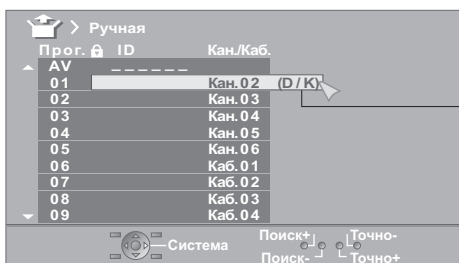 > Ручная
Прог. ID Кан./Каб.
AV _ _ _ _ _ _
01 Кан. 02 (D / K)
02 Кан. 03
03 Кан. 04
04 Кан. 05
05 Кан. 06
06 Каб. 01
07 Каб. 02
08 Каб. 03
09 Каб. 04
Система Поиск+ Точно-
Поиск- Точно+